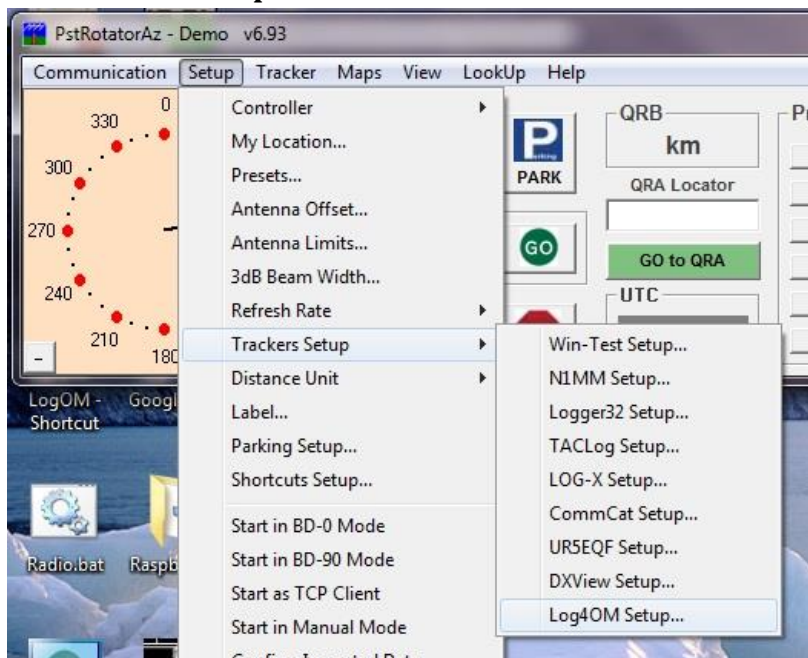 PstRotatorAz - Demo v6.93
Communication Setup Tracker Maps View LookUp Help
0
330
300
270
240
210
180
-
Controller
My Location...
Presets...
Antenna Offset...
Antenna Limits...
3dB Beam Width...
Refresh Rate
Trackers Setup
Distance Unit
Label...
Parking Setup...
Shortcuts Setup...
Start in BD-0 Mode
Start in BD-90 Mode
Start as TCP Client
Start in Manual Mode
P
PARK
GO
QRB
km
QRA Locator
GO to QRA
UTC
Win-Test Setup...
N1MM Setup...
Logger32 Setup...
TACLog Setup...
LOG-X Setup...
CommCat Setup...
UR5EQF Setup...
DXView Setup...
Log4OM Setup...
LogOM -
Shortcut
Googl
Radio.bat
Raspb